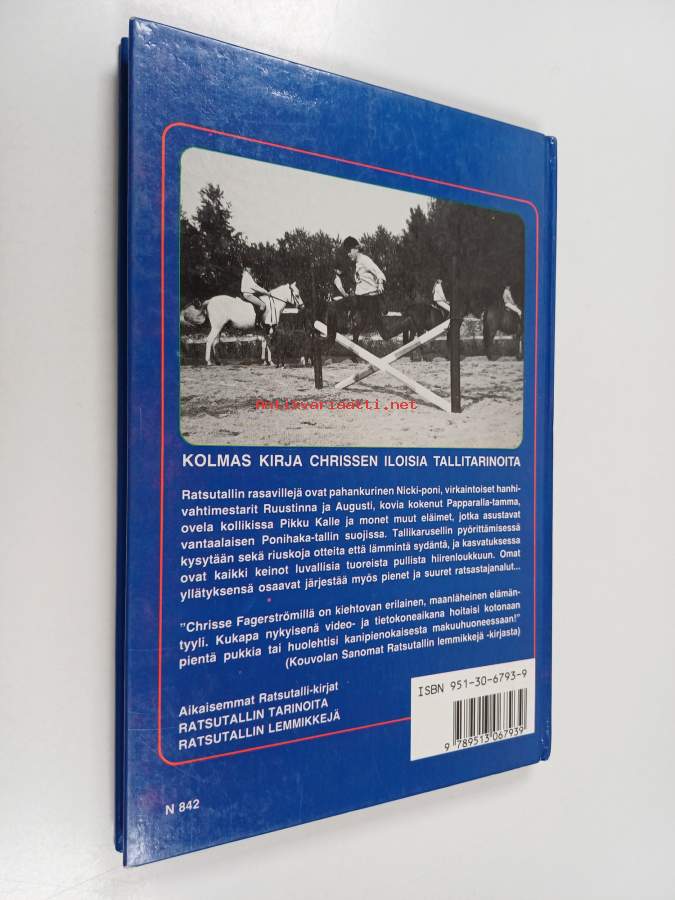 Antikvariaatti.net
KOLMAS KIRJA CHRISSEN ILOISIA TALLITARINOITA
Ratsutallin rasavillejä ovat pahankurinen Nicki-poni, virkaintoiset hanhi-
vahtimestarit Ruustinna ja Augusti, kovia kokenut Papparalla-tamma,
ovela kollikissa Pikku Kalle ja monet muut eläimet, jotka asustavat
vantaalaisen Ponihaka-tallin suojissa. Tallikarusellin pyörittämisessä
kysytään sekä riuskoja otteita että lämmintä sydäntä, ja kasvatuksessa
ovat kaikki keinot luvallisia tuoreista pullista hiirenloukkuun. Omat
yllätyksensä osaavat järjestää myös pienet ja suuret ratsastajanalut...
"Chrisse Fagerströmillä on kiehtovan erilainen, maanläheinen elämän-
tyyli. Kukapa nykyisenä video- ja tietokoneaikana hoitaisi kotonaan
pientä pukkia tai huolehtisi kanipienokaisesta makuuhuoneessaan!"
(Kouvolan Sanomat Ratsutallin lemmikkejä -kirjasta)
Aikaisemmat Ratsutalli-kirjat
RATSUTALLIN TARINOITA
RATSUTALLIN LEMMIKKEJÄ
ISBN 951-30-6793-9
9 789513 067939
N 842